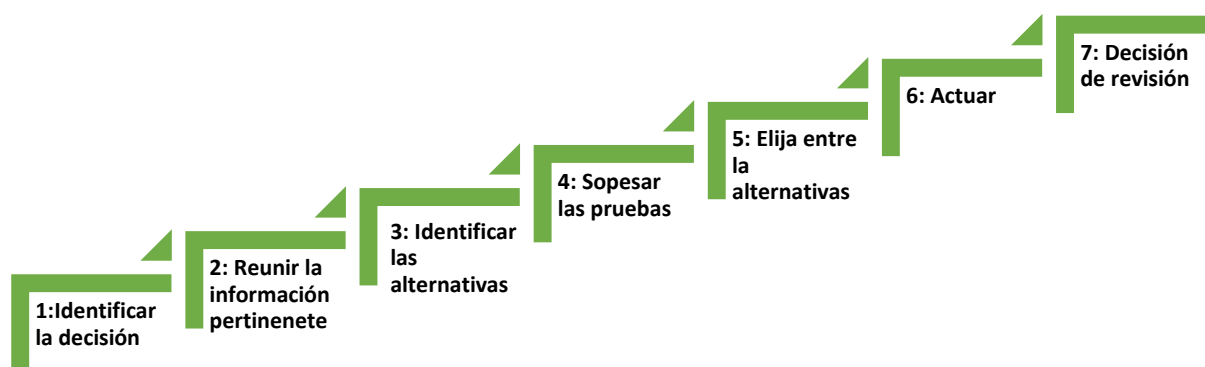 1:Identificar
la decisión
2: Reunir la
información
pertinenete
3: Identificar
las
alternativas
4: Sopesar
las pruebas
5: Elija entre
la
alternativas
6: Actuar
7: Decisión
de revisión